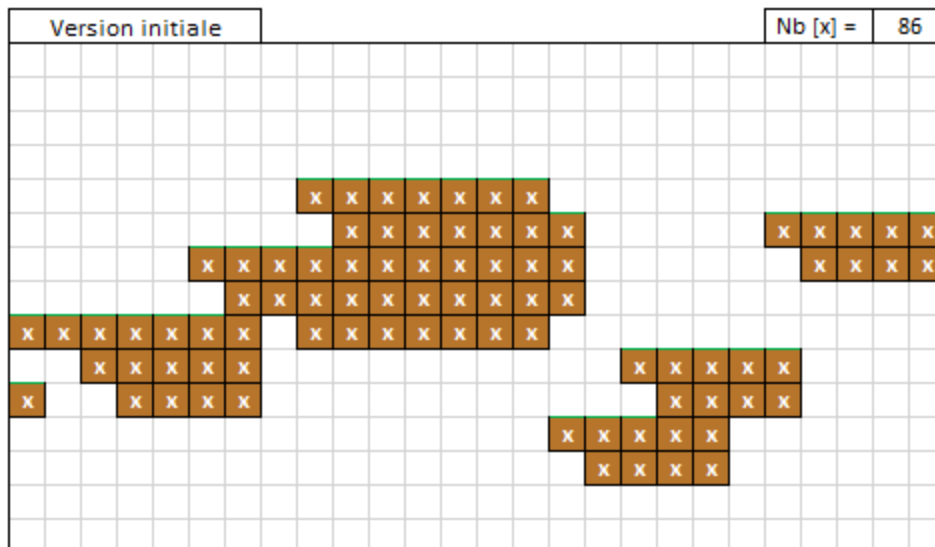 Version initiale Nb [x] = 86
x x x x x x x
x x x x x x x x x x x x
x x x x x x x x x x x x x x x
x x x x x x x x x x
x x x x x x x x x x x x x x
x x x x x x x x x x
x x x x x x x x x
x x x x x
x x x x